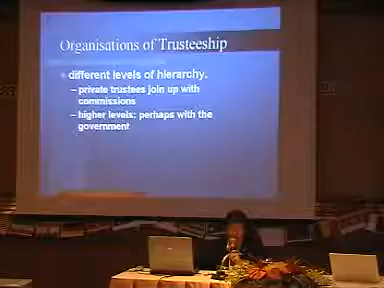 Organisations of Trusteeship
different levels of hierarchy.
– private trustees join up with
commissions
– higher levels: perhaps with the
government